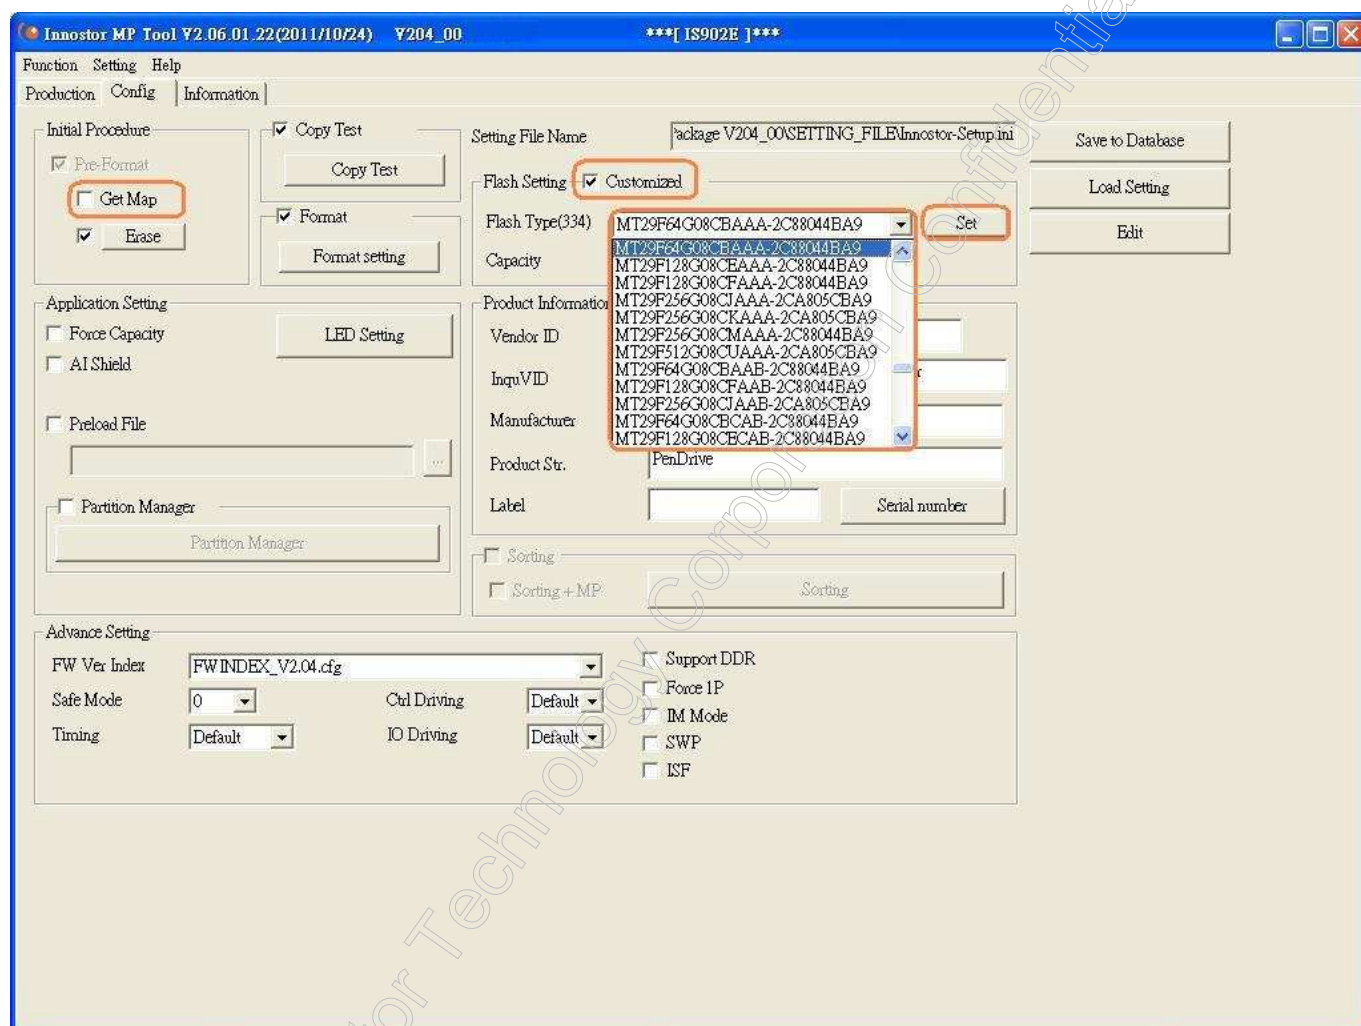 Innostor MP Tool V2.06.01.22(2011/10/24) V204_00 ***[ IS902E ]***
Function Setting Help
Production Config Information
Initial Procedure
Pre-Format
Get Map
Erase
Copy Test
Copy Test
Format
Format setting
Setting File Name
Package V204_00\SETTING_FILE\Innostor-Setup.ini
Save to Database
Load Setting
Edit
Flash Setting Customized
Flash Type(334) MT29F64G08CBAAA-2C88044BA9 Set
MT29F64G08CBAAA-2C88044BA9
MT29F128G08CEAAA-2C88044BA9
MT29F128G08CFAAA-2C88044BA9
MT29F256G08CJAAA-2CA805CBA9
MT29F256G08CKAAA-2CA805CBA9
MT29F256G08CMAAA-2C88044BA9
MT29F512G08CUAAA-2CA805CBA9
MT29F64G08CBAAB-2C88044BA9
MT29F128G08CFAAB-2C88044BA9
MT29F256G08CJAAB-2CA805CBA9
MT29F64G08CBCAB-2C88044BA9
MT29F128G08CECAB-2C88044BA9
Capacity
Application Setting
Force Capacity
AI Shield
LED Setting
Preload File
...
Partition Manager
Partition Manager
Product Information
Vendor ID
InquVID r
Manufacturer
Product Str. PenDrive
Label Serial number
Sorting
Sorting + MP Sorting
Advance Setting
FW Ver Index FWINDEX_V2.04.cfg
Safe Mode 0 Ctrl Driving Default
Timing Default IO Driving Default
Support DDR
Force 1P
IM Mode
SWP
ISF
Technology Corporation Confidential